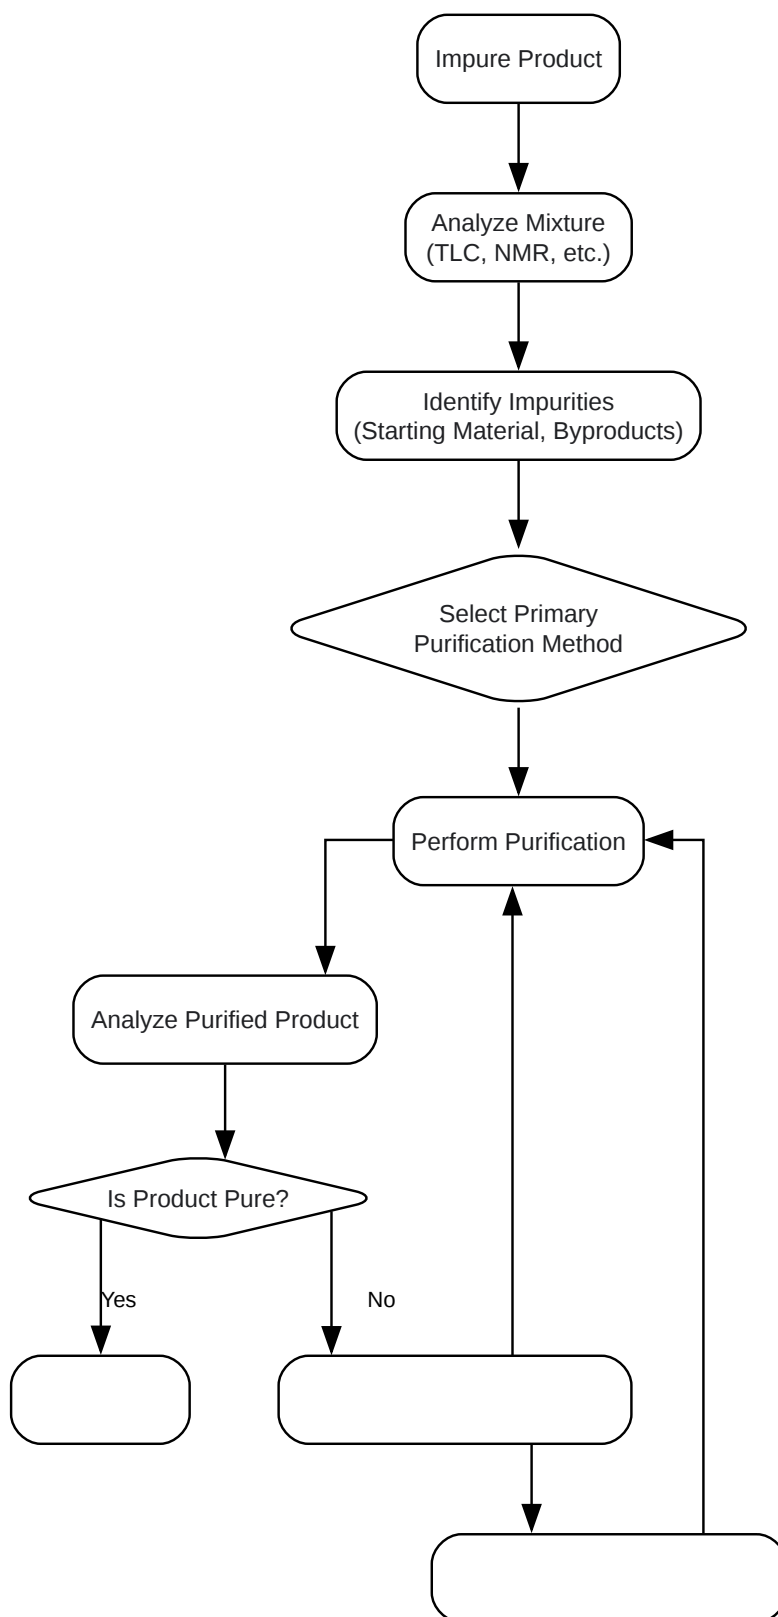 Impure Product
Analyze Mixture
(TLC, NMR, etc.)
Identify Impurities
(Starting Material, Byproducts)
Select Primary
Purification Method
Perform Purification
Analyze Purified Product
Is Product Pure?
Yes
No